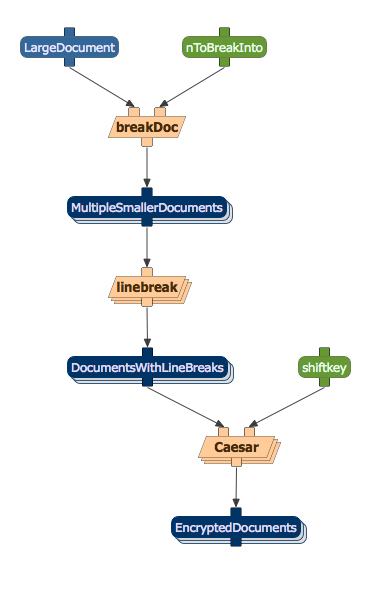 LargeDocument
nToBreakInto
breakDoc
MultipleSmallerDocuments
linebreak
DocumentsWithLineBreaks
shiftkey
Caesar
EncryptedDocuments